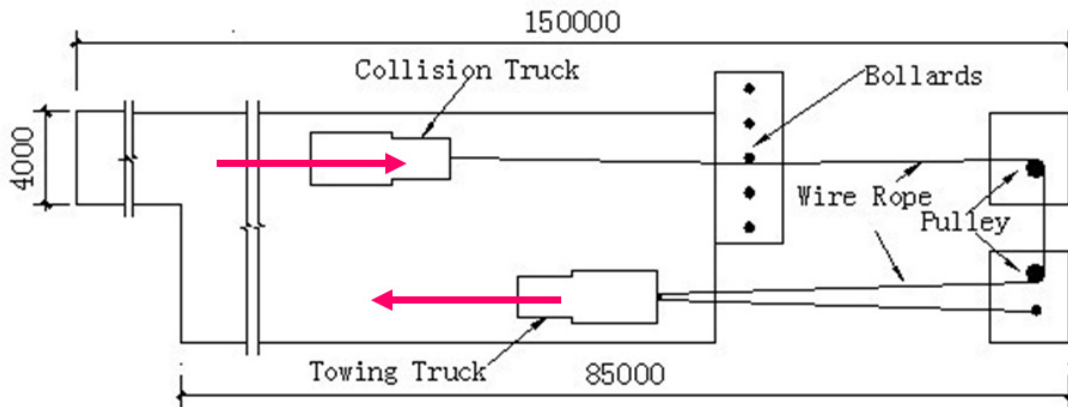 150000
Collision Truck
Bollards
4000
Wire Rope
Pulley
Towing Truck
85000